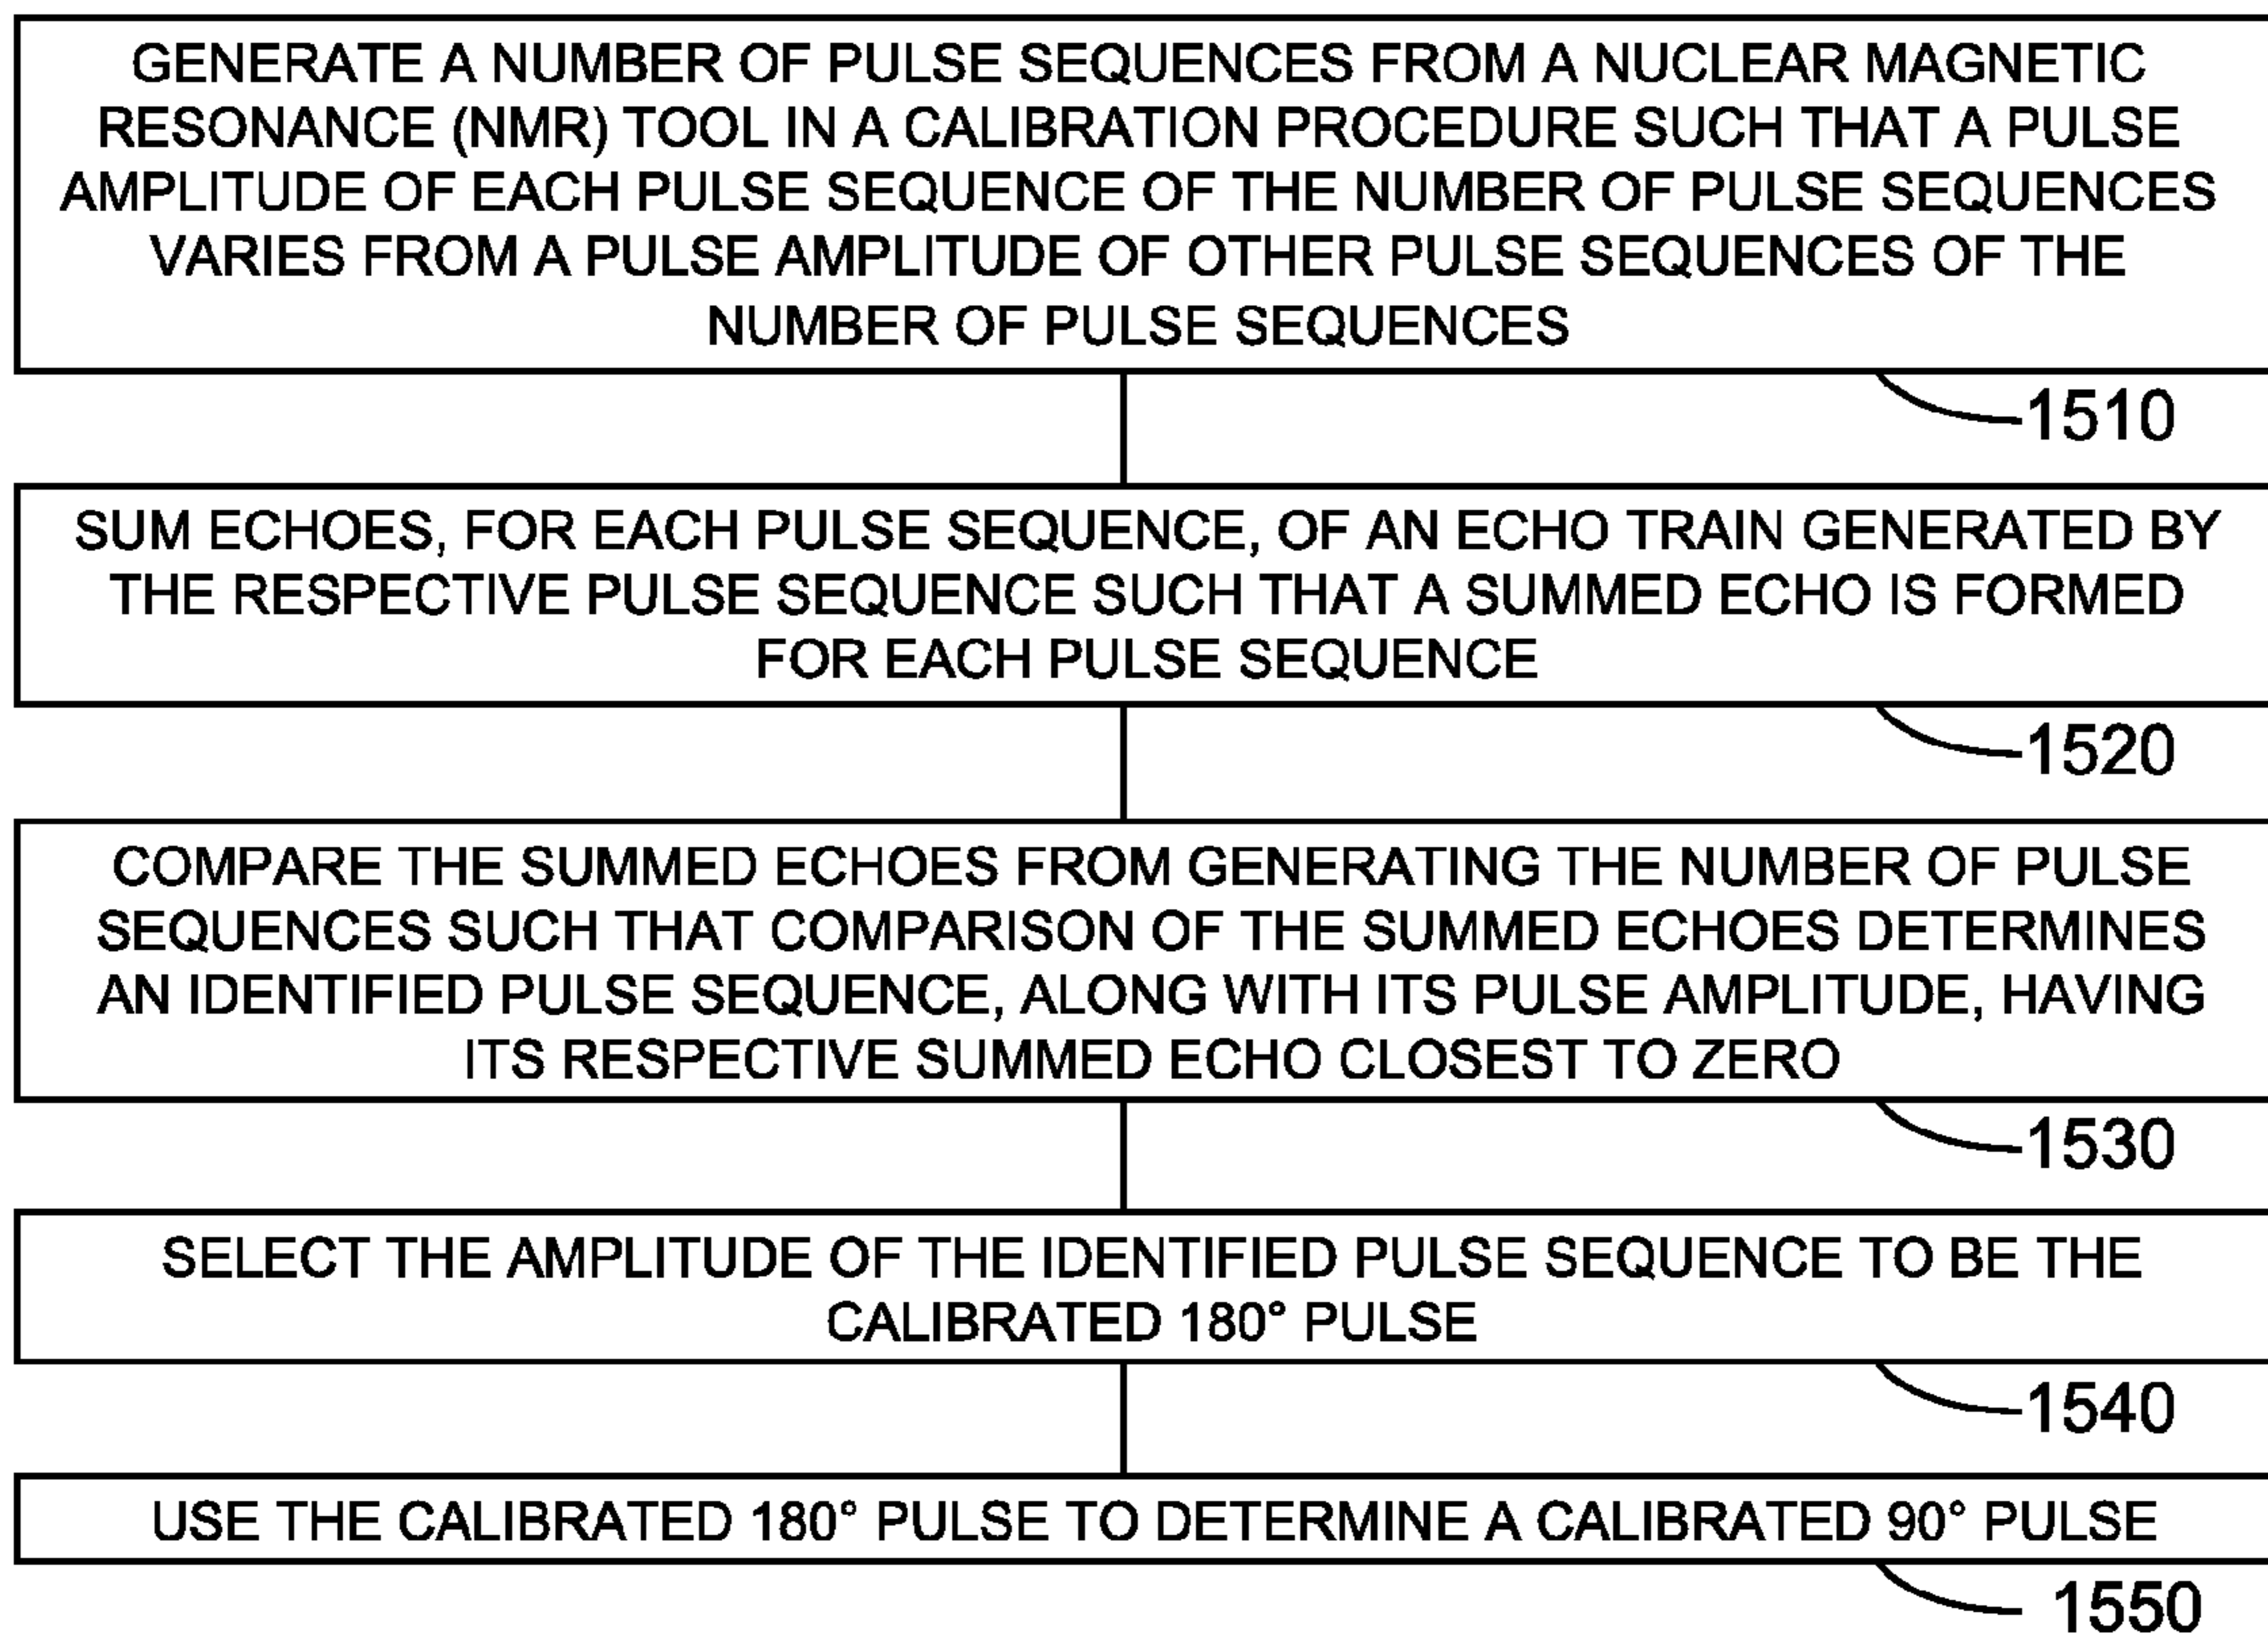 GENERATE A NUMBER OF PULSE SEQUENCES FROM A NUCLEAR MAGNETIC
RESONANCE (NMR) TOOL IN A CALIBRATION PROCEDURE SUCH THAT A PULSE
AMPLITUDE OF EACH PULSE SEQUENCE OF THE NUMBER OF PULSE SEQUENCES
VARIES FROM A PULSE AMPLITUDE OF OTHER PULSE SEQUENCES OF THE
NUMBER OF PULSE SEQUENCES
1510
SUM ECHOES, FOR EACH PULSE SEQUENCE, OF AN ECHO TRAIN GENERATED BY
THE RESPECTIVE PULSE SEQUENCE SUCH THAT A SUMMED ECHO IS FORMED
FOR EACH PULSE SEQUENCE
1520
COMPARE THE SUMMED ECHOES FROM GENERATING THE NUMBER OF PULSE
SEQUENCES SUCH THAT COMPARISON OF THE SUMMED ECHOES DETERMINES
AN IDENTIFIED PULSE SEQUENCE, ALONG WITH ITS PULSE AMPLITUDE, HAVING
ITS RESPECTIVE SUMMED ECHO CLOSEST TO ZERO
1530
SELECT THE AMPLITUDE OF THE IDENTIFIED PULSE SEQUENCE TO BE THE
CALIBRATED 180° PULSE
1540
USE THE CALIBRATED 180° PULSE TO DETERMINE A CALIBRATED 90° PULSE
1550